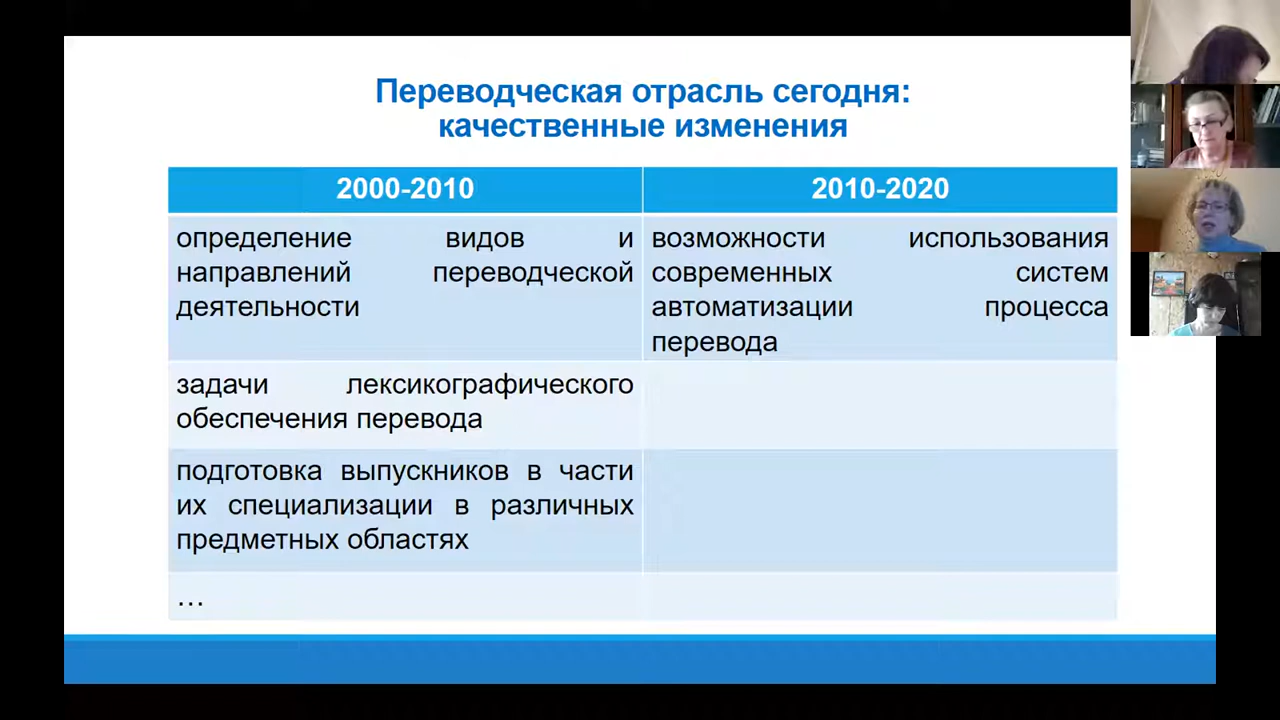 Переводческая отрасль сегодня:
качественные изменения
2000-2010
2010-2020
определение видов и
направлений переводческой
деятельности
возможности использования
современных систем
автоматизации процесса
перевода
задачи лексикографического
обеспечения перевода
подготовка выпускников в части
их специализации в различных
предметных областях
…